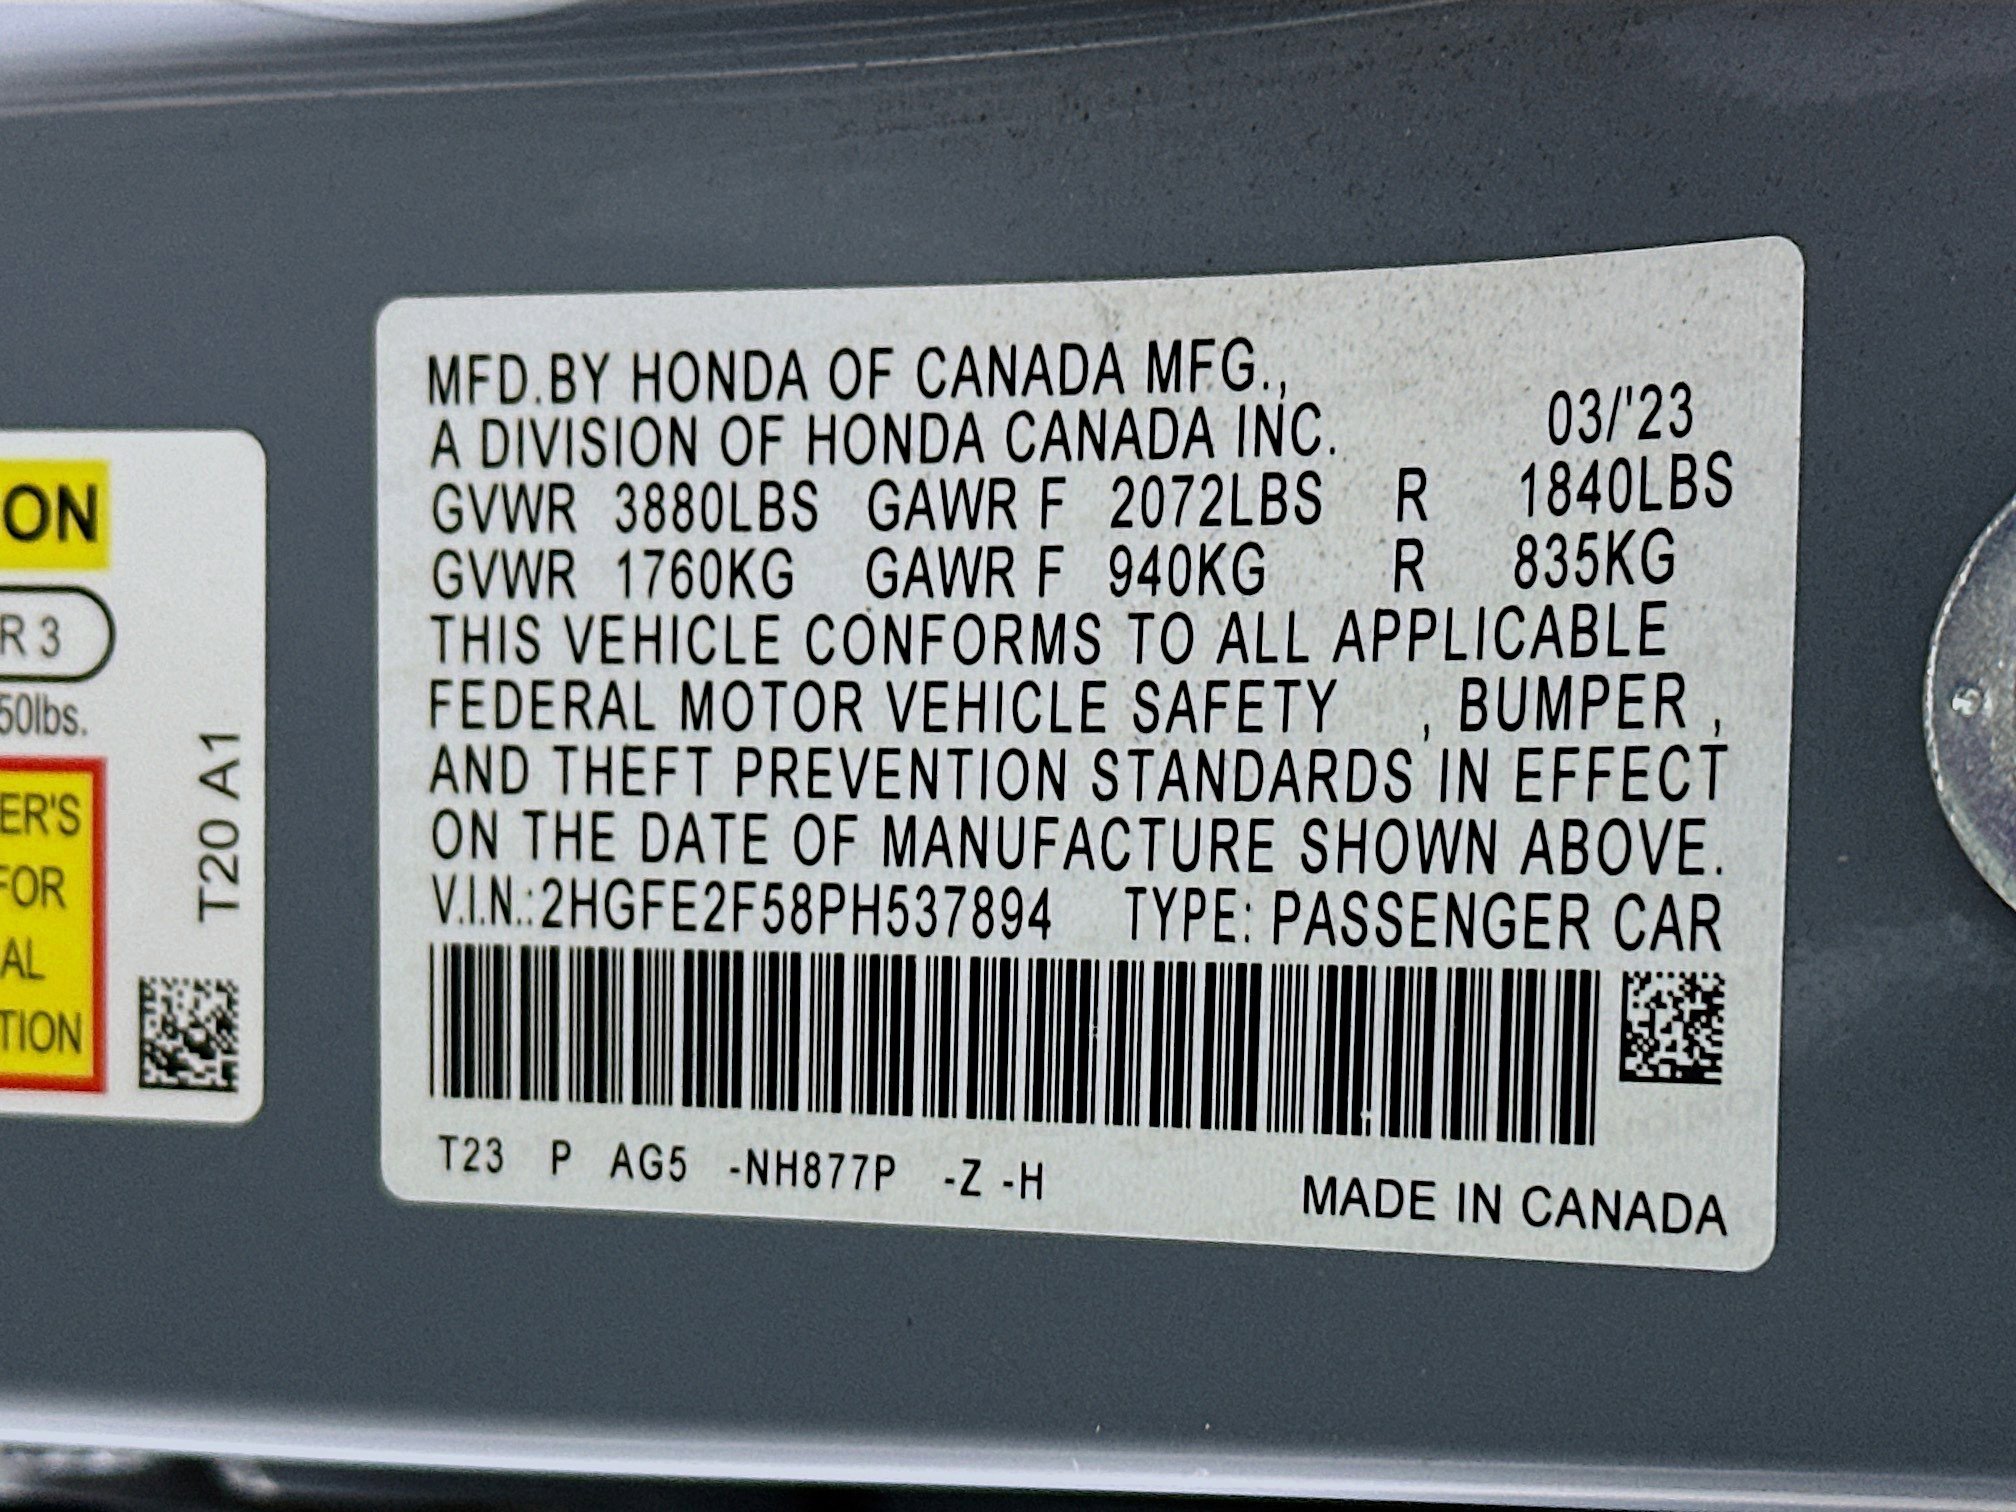 ON
R 3
50lbs.
ER'S
FOR
AL
TION
T20 A1
MFD.BY HONDA OF CANADA MFG.,
A DIVISION OF HONDA CANADA INC. 03/'23
GVWR 3880LBS GAWR F 2072LBS R 1840LBS
GVWR 1760KG GAWR F 940KG R 835KG
THIS VEHICLE CONFORMS TO ALL APPLICABLE
FEDERAL MOTOR VEHICLE SAFETY , BUMPER ,
AND THEFT PREVENTION STANDARDS IN EFFECT
ON THE DATE OF MANUFACTURE SHOWN ABOVE.
V.I.N.:2HGFE2F58PH537894 TYPE: PASSENGER CAR
T23 P AG5 -NH877P -Z -H
MADE IN CANADA